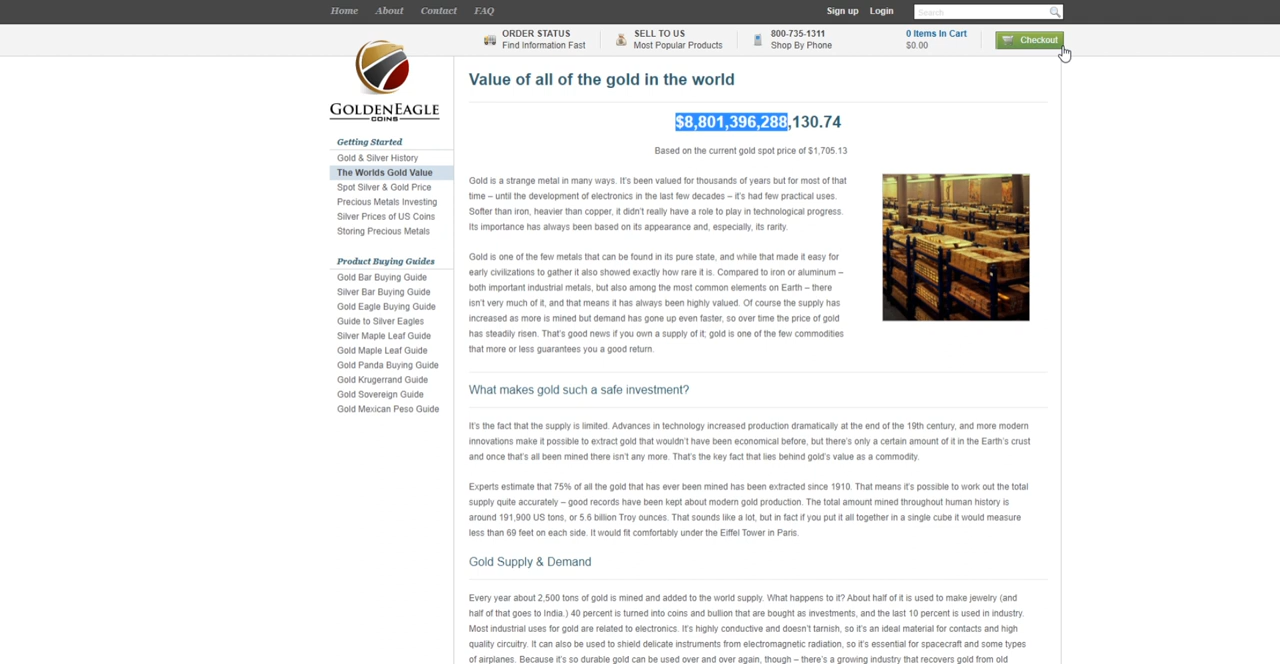 Home About Contact FAQ
Sign up Login Search
ORDER STATUS
Find Information Fast
SELL TO US
Most Popular Products
800-735-1311
Shop By Phone
0 Items In Cart
$0.00
Checkout
GOLDENEAGLE
COINS
Getting Started
Gold & Silver History
The Worlds Gold Value
Spot Silver & Gold Price
Precious Metals Investing
Silver Prices of US Coins
Storing Precious Metals
Product Buying Guides
Gold Bar Buying Guide
Silver Bar Buying Guide
Gold Eagle Buying Guide
Guide to Silver Eagles
Silver Maple Leaf Guide
Gold Maple Leaf Guide
Gold Panda Buying Guide
Gold Krugerrand Guide
Gold Sovereign Guide
Gold Mexican Peso Guide
Value of all of the gold in the world
$8,801,396,288,130.74
Based on the current gold spot price of $1,705.13
Gold is a strange metal in many ways. It's been valued for thousands of years but for most of that
time – until the development of electronics in the last few decades – it's had few practical uses.
Softer than iron, heavier than copper, it didn't really have a role to play in technological progress.
Its importance has always been based on its appearance and, especially, its rarity.
Gold is one of the few metals that can be found in its pure state, and while that made it easy for
early civilizations to gather it also showed exactly how rare it is. Compared to iron or aluminum –
both important industrial metals, but also among the most common elements on Earth – there
isn't very much of it, and that means it has always been highly valued. Of course the supply has
increased as more is mined but demand has gone up even faster, so over time the price of gold
has steadily risen. That's good news if you own a supply of it; gold is one of the few commodities
that more or less guarantees you a good return.
What makes gold such a safe investment?
It's the fact that the supply is limited. Advances in technology increased production dramatically at the end of the 19th century, and more modern
innovations make it possible to extract gold that wouldn't have been economical before, but there's only a certain amount of it in the Earth's crust
and once that's all been mined there isn't any more. That's the key fact that lies behind gold's value as a commodity.
Experts estimate that 75% of all the gold that has ever been mined has been extracted since 1910. That means it's possible to work out the total
supply quite accurately – good records have been kept about modern gold production. The total amount mined throughout human history is
around 191,900 US tons, or 5.6 billion Troy ounces. That sounds like a lot, but in fact if you put it all together in a single cube it would measure
less than 69 feet on each side. It would fit comfortably under the Eiffel Tower in Paris.
Gold Supply & Demand
Every year about 2,500 tons of gold is mined and added to the world supply. What happens to it? About half of it is used to make jewelry (and
half of that goes to India.) 40 percent is turned into coins and bullion that are bought as investments, and the last 10 percent is used in industry.
Most industrial uses for gold are related to electronics. It's highly conductive and doesn't tarnish, so it's an ideal material for contacts and high
quality circuitry. It can also be used to shield delicate instruments from electromagnetic radiation, so it's essential for spacecraft and some types
of airplanes. Because it's so durable gold can be used over and over again, though – there's a growing industry that recovers gold from old